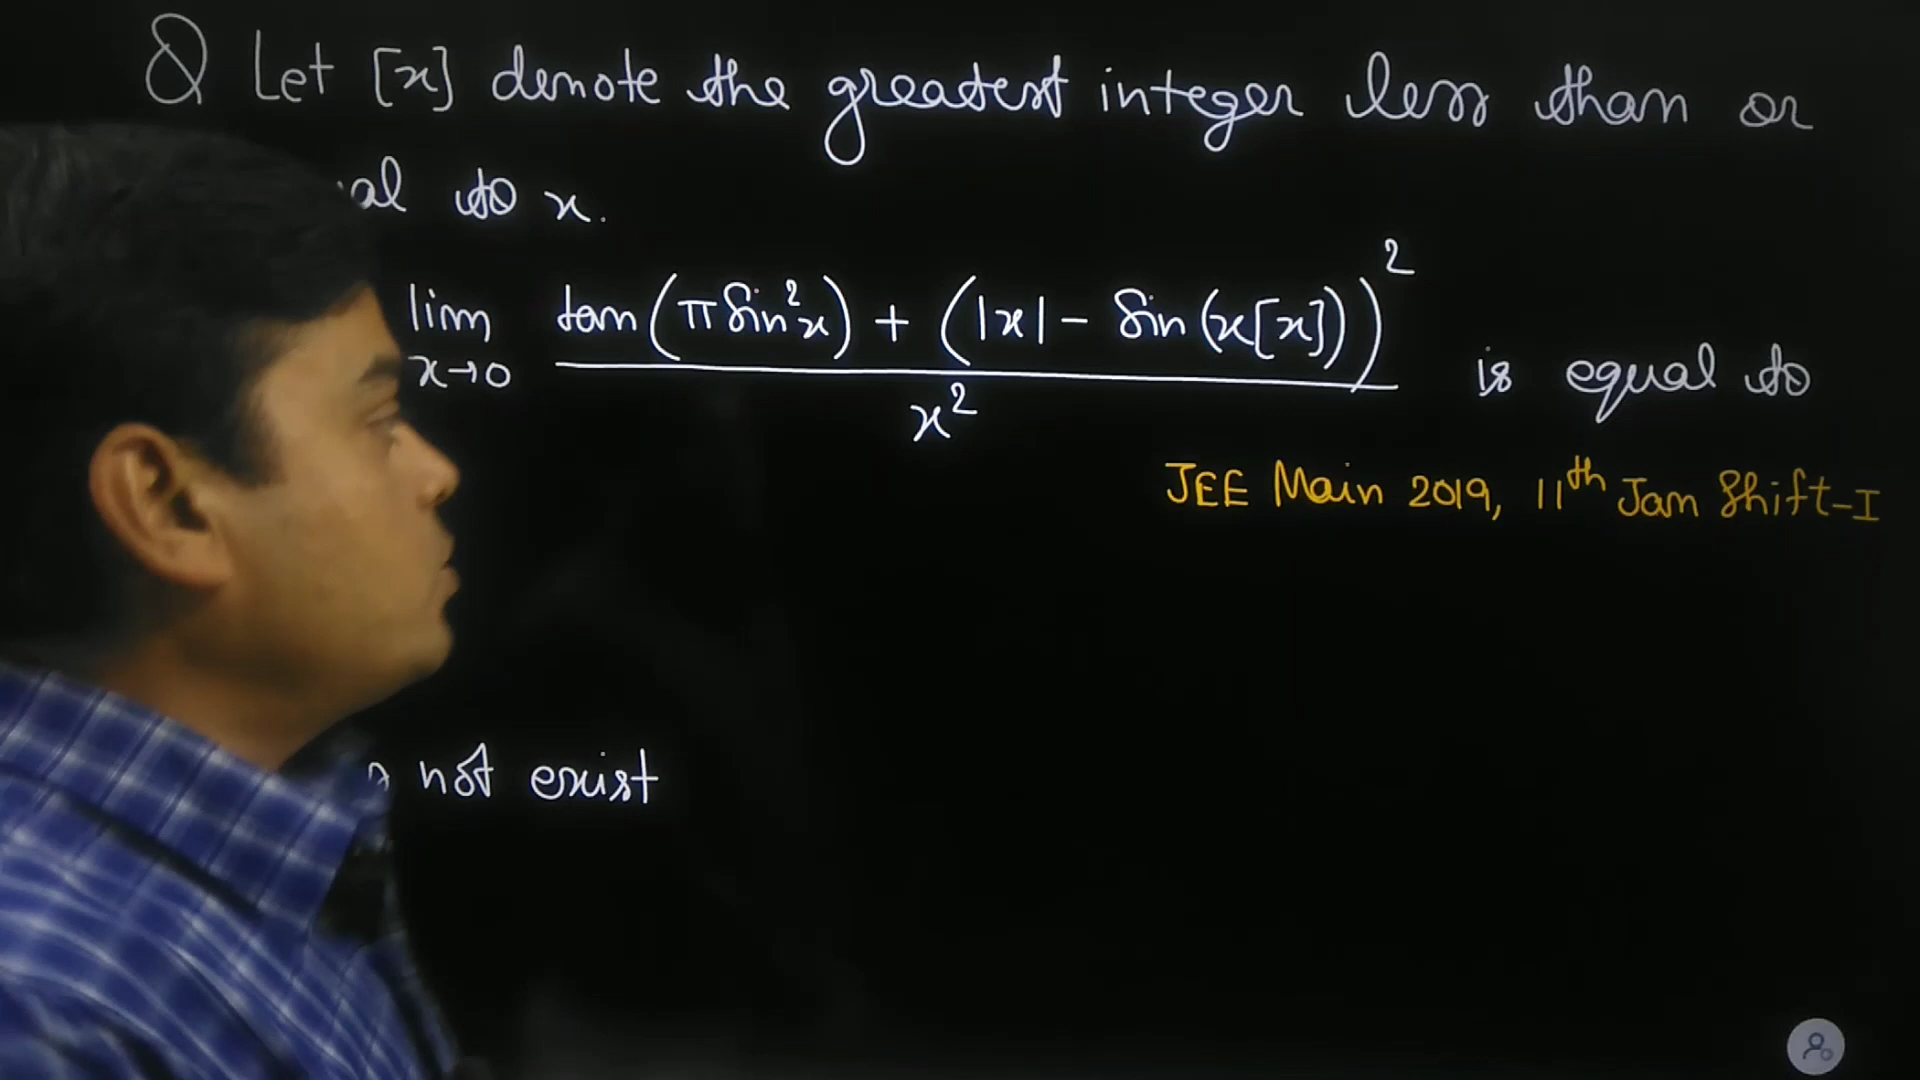 Q Let [x] denote the greatest integer less than or
to x.
lim x→0 (tan(π sin²x) + (|x| - sin(x[x]))²) / x² is equal to
JEE Main 2019, 11th Jan Shift-I
not exist